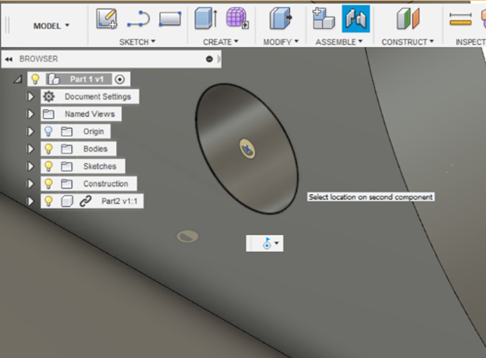 MODEL ▾
SKETCH ▾
CREATE ▾
MODIFY ▾
ASSEMBLE ▾
CONSTRUCT ▾
INSPECT
BROWSER
Part 1 v1
Document Settings
Named Views
Origin
Bodies
Sketches
Construction
Part2 v1:1
Select location on second component